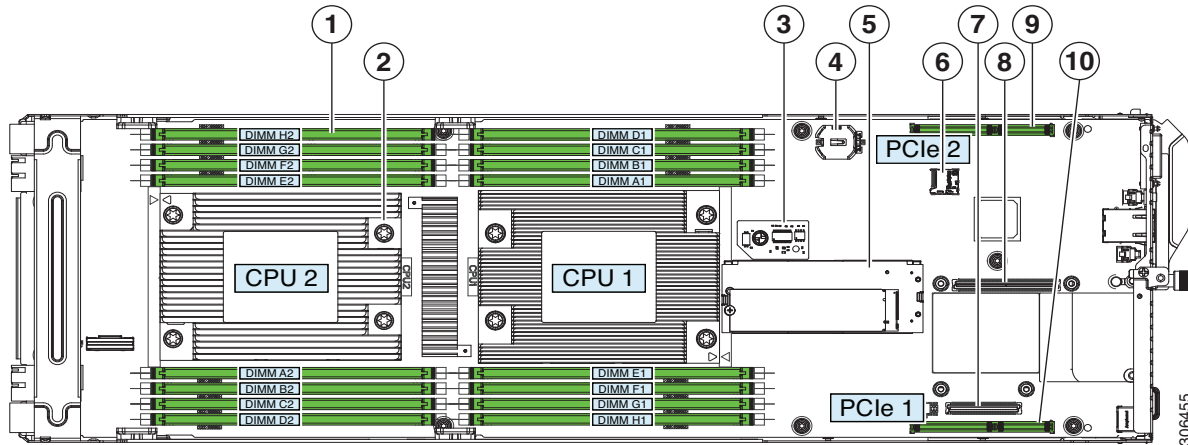 1
2
3
4
5
6
7
8
9
10
DIMM H2
DIMM G2
DIMM F2
DIMM E2
DIMM D1
DIMM C1
DIMM B1
DIMM A1
PCIe 2
CPU 2
CPU2
CPU 1
DIMM A2
DIMM B2
DIMM C2
DIMM D2
DIMM E1
DIMM F1
DIMM G1
DIMM H1
PCIe 1
306455